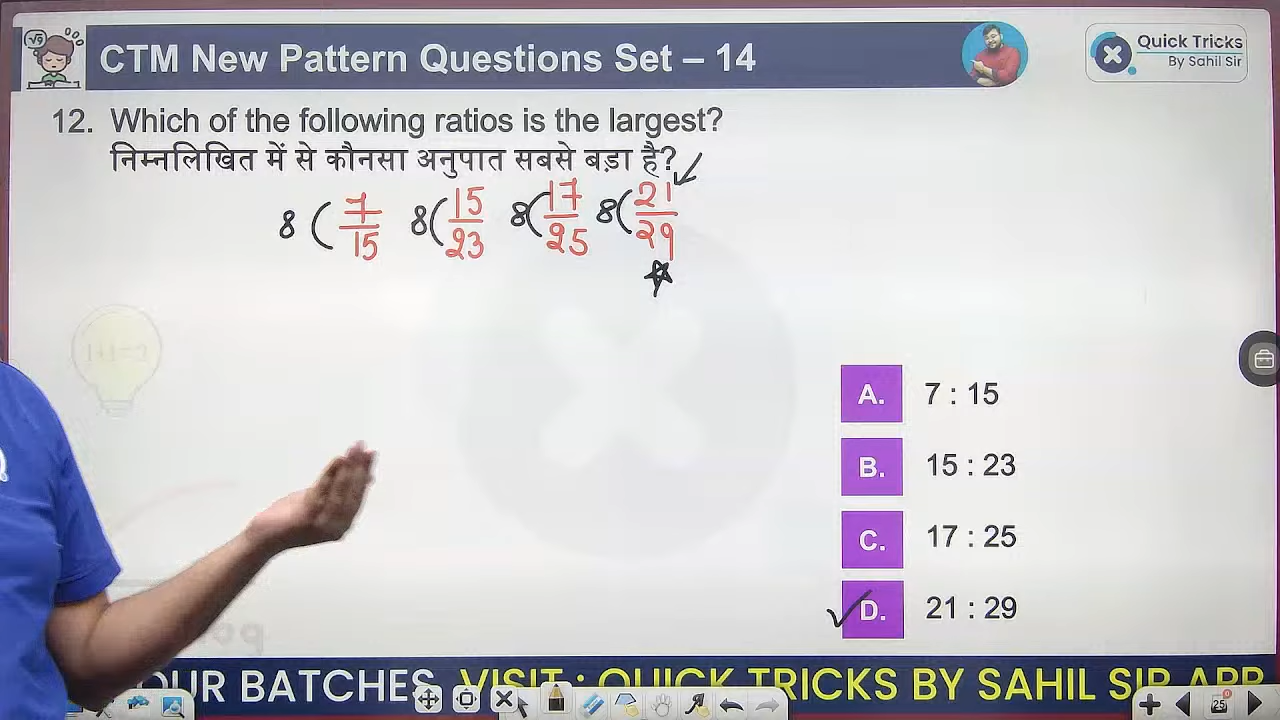 CTM New Pattern Questions Set – 14
Quick Tricks
By Sahil Sir
12. Which of the following ratios is the largest?
निम्नलिखित में से कौनसा अनुपात सबसे बड़ा है?
8 ( 7/15 8( 15/23 8( 17/25 8( 21/29
A. 7 : 15
B. 15 : 23
C. 17 : 25
D. 21 : 29
OUR BATCHES VISIT : QUICK TRICKS BY SAHIL SIR APP
25